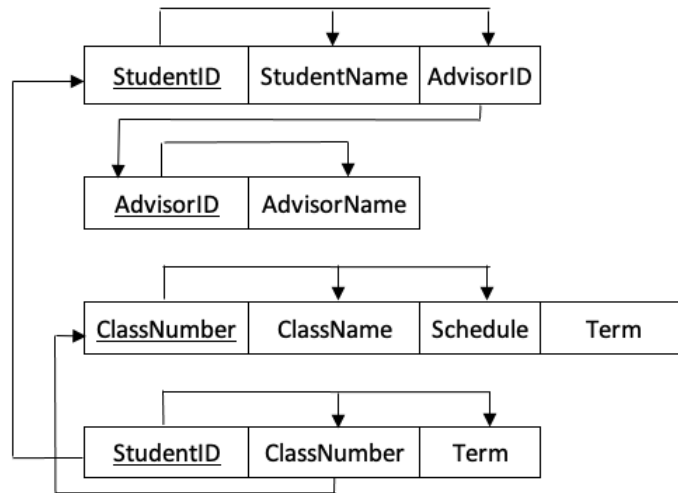 StudentID StudentName AdvisorID
AdvisorID AdvisorName
ClassNumber ClassName Schedule Term
StudentID ClassNumber Term